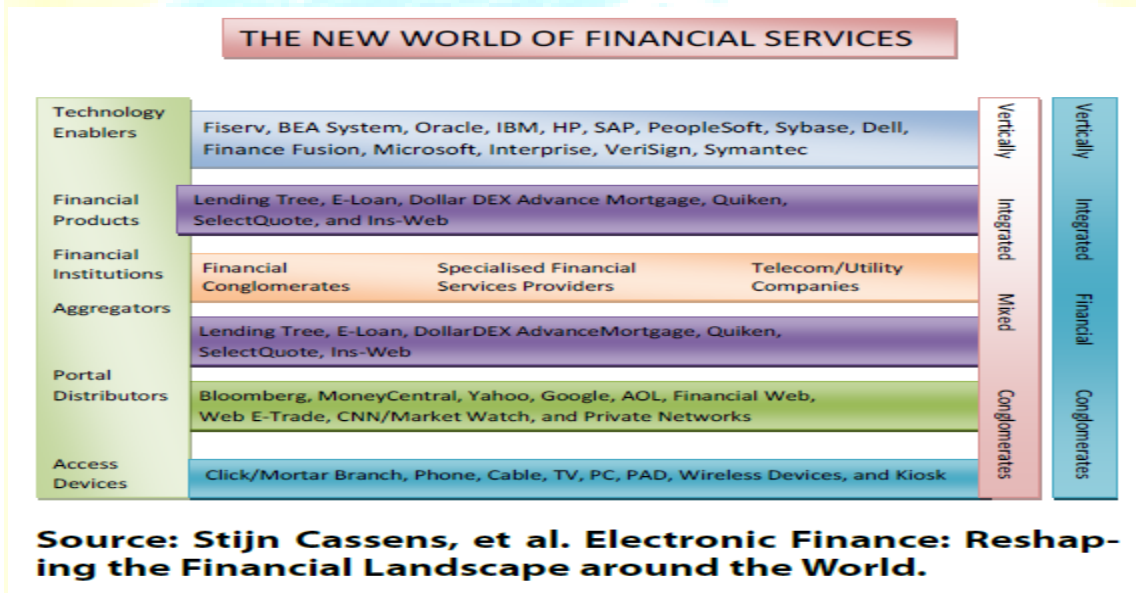 THE NEW WORLD OF FINANCIAL SERVICES
Technology
Enablers
Fiserv, BEA System, Oracle, IBM, HP, SAP, PeopleSoft, Sybase, Dell,
Finance Fusion, Microsoft, Interprise, VeriSign, Symantec
Financial
Products
Lending Tree, E-Loan, Dollar DEX Advance Mortgage, Quiken,
SelectQuote, and Ins-Web
Financial
Institutions
Financial
Conglomerates
Specialised Financial
Services Providers
Telecom/Utility
Companies
Aggregators
Lending Tree, E-Loan, DollarDEX AdvanceMortgage, Quiken,
SelectQuote, Ins-Web
Portal
Distributors
Bloomberg, MoneyCentral, Yahoo, Google, AOL, Financial Web,
Web E-Trade, CNN/Market Watch, and Private Networks
Access
Devices
Click/Mortar Branch, Phone, Cable, TV, PC, PAD, Wireless Devices, and Kiosk
Vertically Integrated Mixed Conglomerates
Vertically Integrated Financial Conglomerates
Source: Stijn Cassens, et al. Electronic Finance: Reshap-
ing the Financial Landscape around the World.